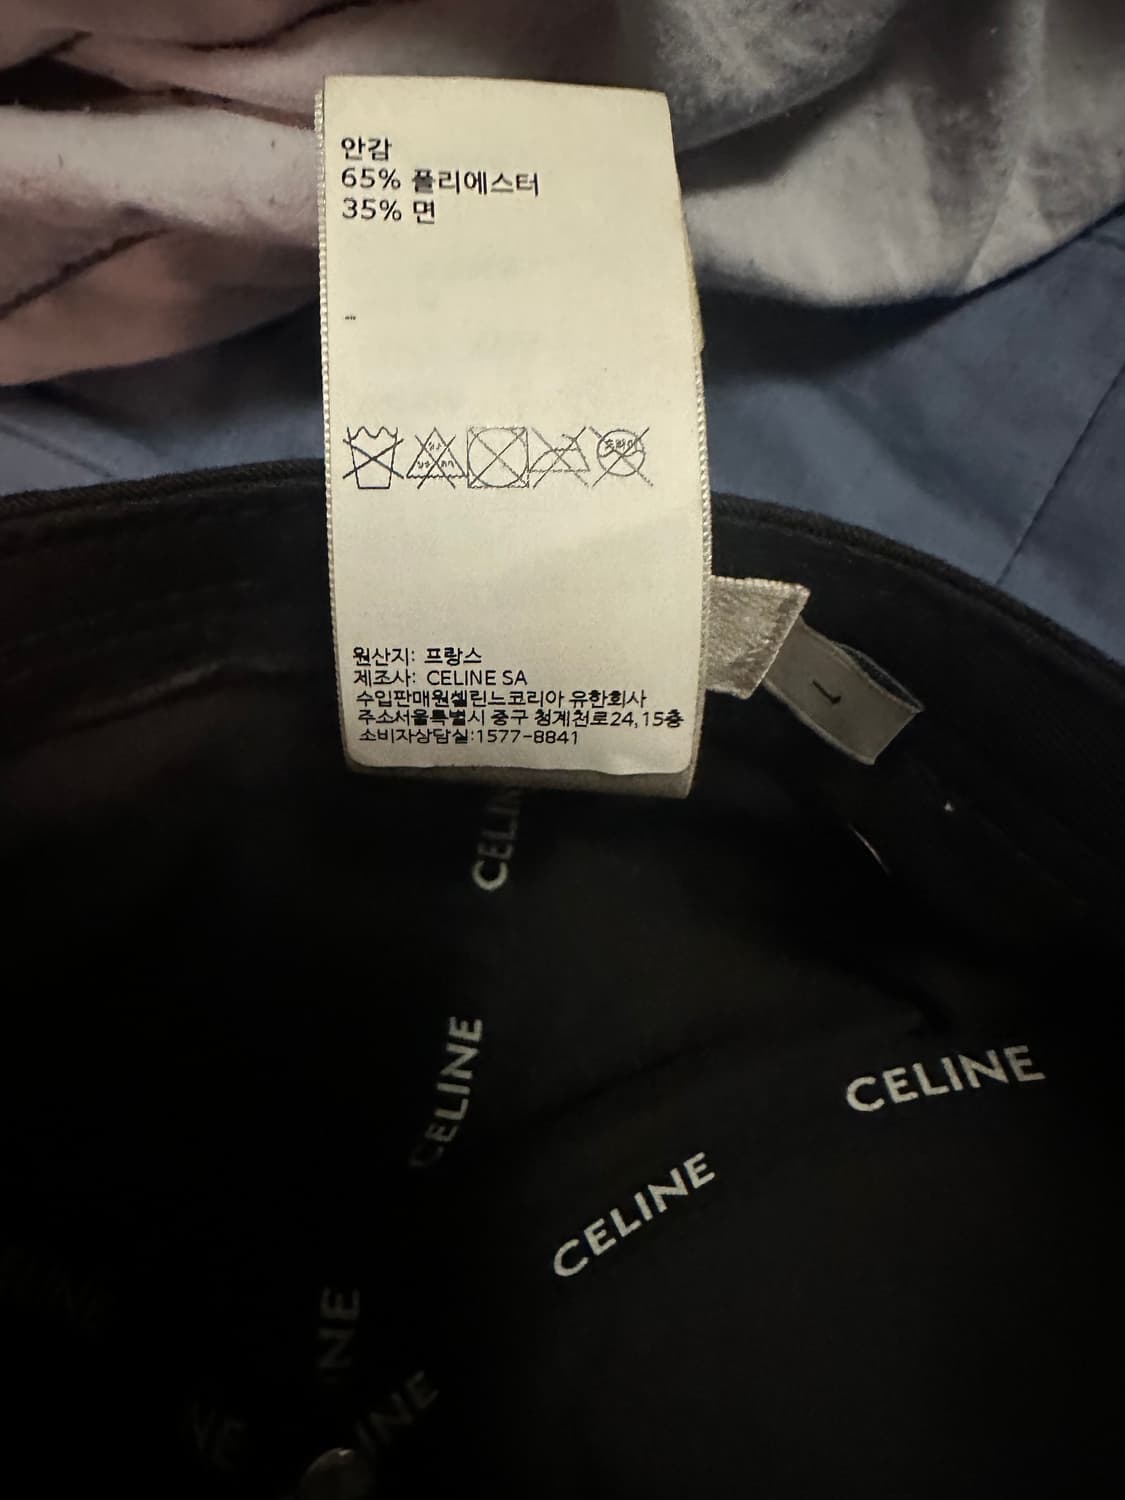 안감
65% 폴리에스터
35% 면
원산지: 프랑스
제조사: CELINE SA
수입판매원셀린느코리아 유한회사
주소서울특별시 중구 청계천로24,15층
소비자상담실:1577-8841
1
CELINE
CELINE
CELINE